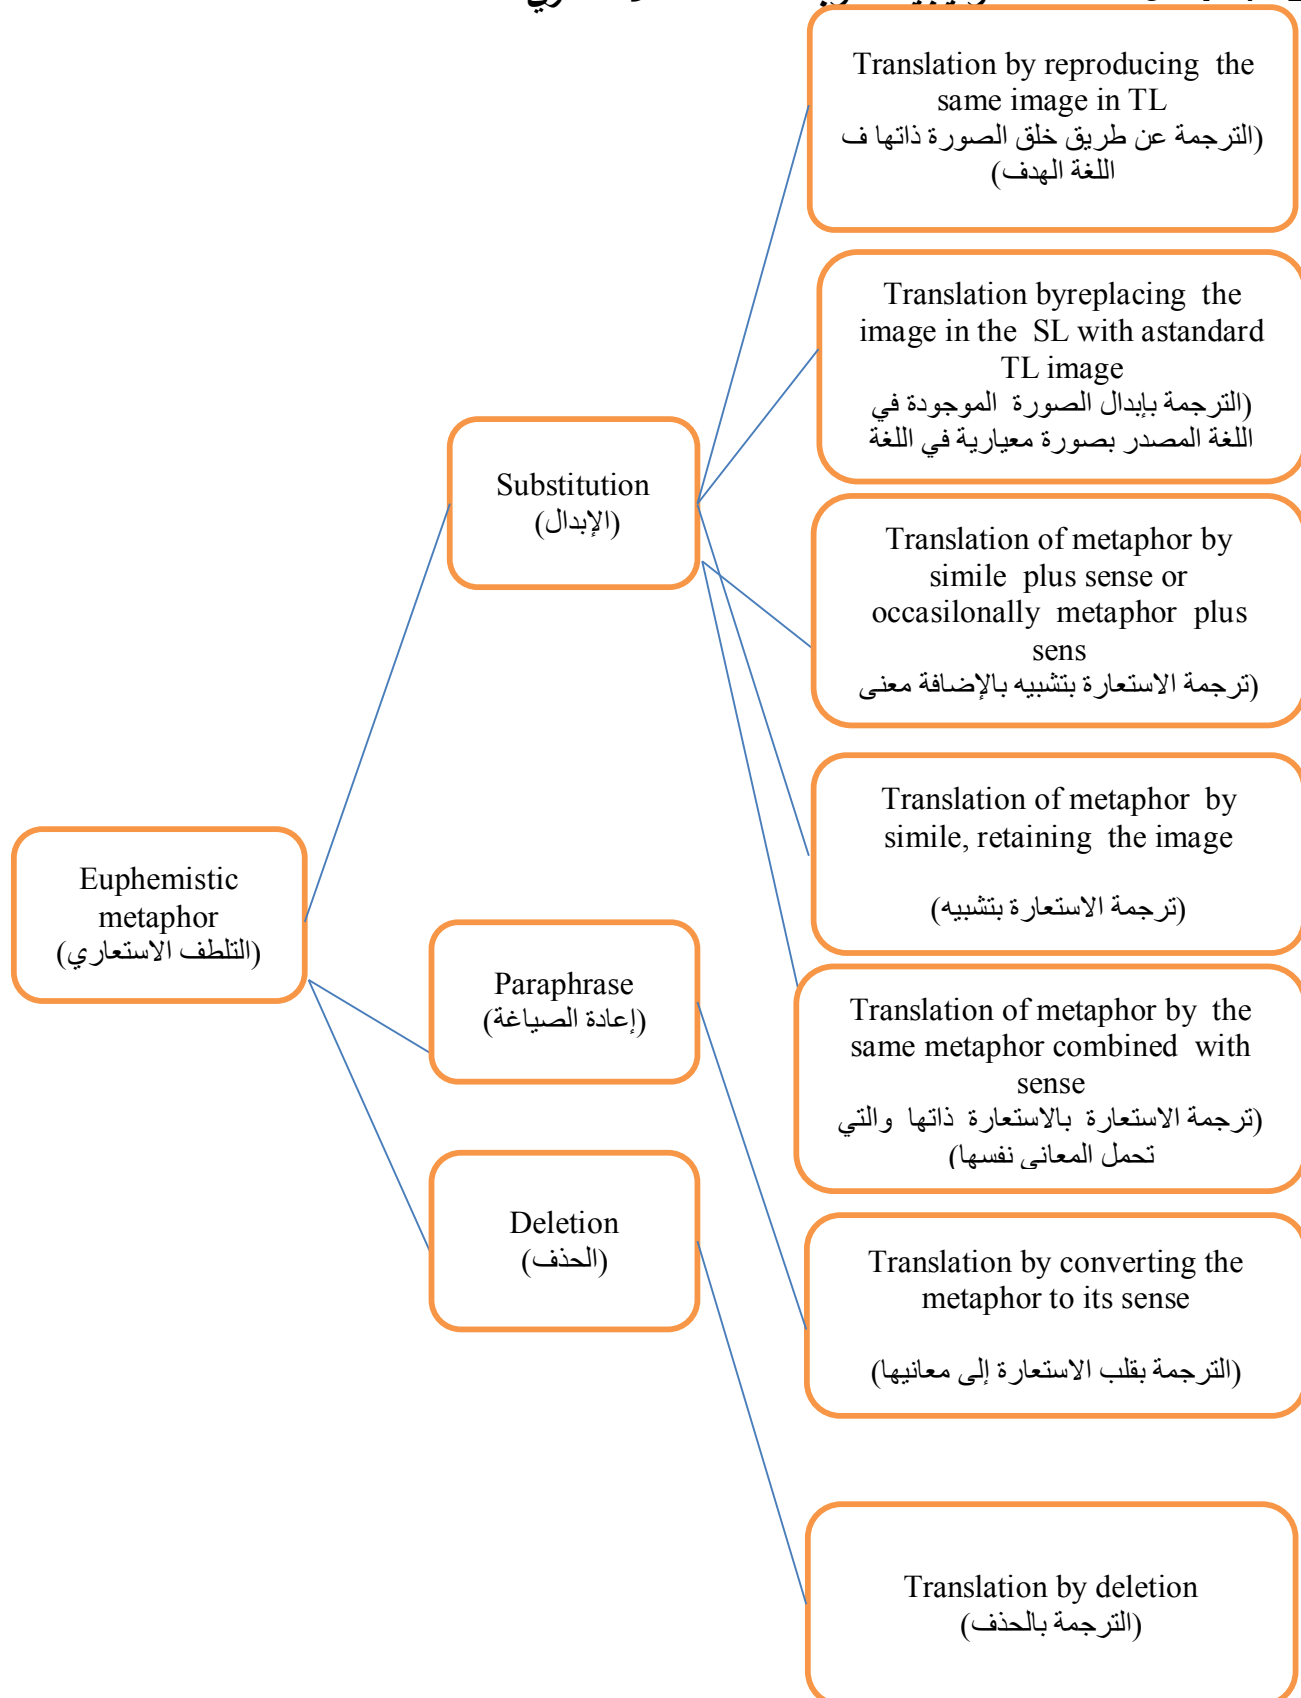 Translation by reproducing the
same image in TL
(الترجمة عن طريق خلق الصورة ذاتها ف
اللغة الهدف)
Translation byreplacing the
image in the SL with astandard
TL image
(الترجمة بإبدال الصورة الموجودة في
اللغة المصدر بصورة معيارية في اللغة
Substitution
(الإبدال)
Translation of metaphor by
simile plus sense or
occasilonally metaphor plus
sens
(ترجمة الاستعارة بتشبيه بالإضافة معنى
Translation of metaphor by
simile, retaining the image
(ترجمة الاستعارة بتشبيه)
Euphemistic
metaphor
(التلطف الاستعاري)
Paraphrase
(إعادة الصياغة)
Translation of metaphor by the
same metaphor combined with
sense
(ترجمة الاستعارة بالاستعارة ذاتها والتي
تحمل المعاني نفسها)
Deletion
(الحذف)
Translation by converting the
metaphor to its sense
(الترجمة بقلب الاستعارة إلى معانيها)
Translation by deletion
(الترجمة بالحذف)